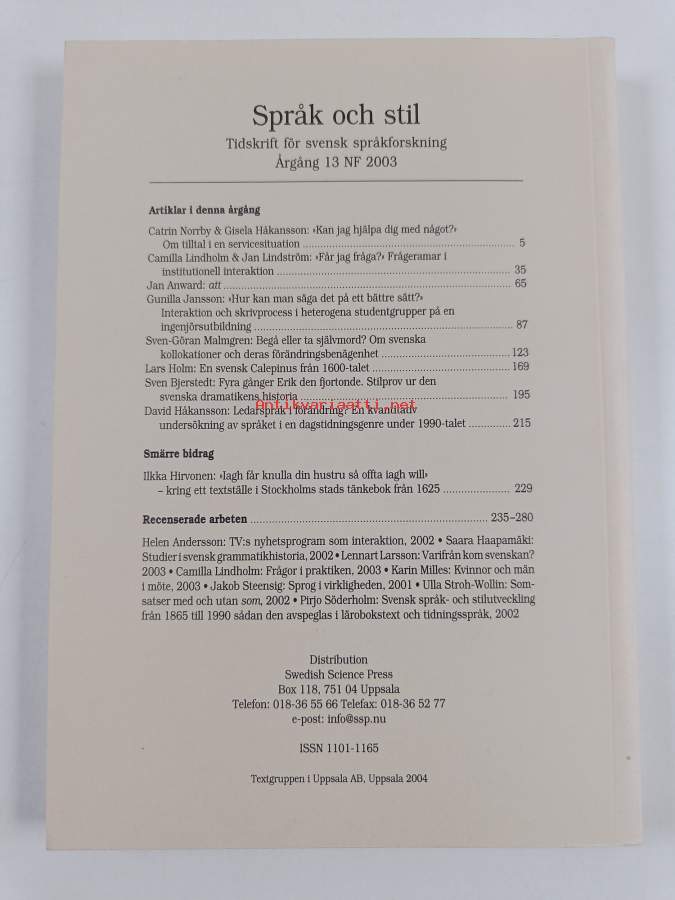 Språk och stil
Tidskrift för svensk språkforskning
Årgång 13 NF 2003
Artiklar i denna årgång
Catrin Norrby & Gisela Håkansson: ›Kan jag hjälpa dig med något?›
Om tilltal i en servicesituation ........ 5
Camilla Lindholm & Jan Lindström: ›Får jag fråga?› Frågeramar i
institutionell interaktion ........ 35
Jan Anward: att ........ 65
Gunilla Jansson: ›Hur kan man säga det på ett bättre sätt?›
Interaktion och skrivprocess i heterogena studentgrupper på en
ingenjörsutbildning ........ 87
Sven-Göran Malmgren: Begå eller ta självmord? Om svenska
kollokationer och deras förändringsbenägenhet ........ 123
Lars Holm: En svensk Calepinus från 1600-talet ........ 169
Sven Bjerstedt: Fyra gånger Erik den fjortonde. Stilprov ur den
svenska dramatikens historia ........ 195
Antikvariaatti.net
David Håkansson: Ledarspråk i förändring? En kvantitativ
undersökning av språket i en dagstidningsgenre under 1990-talet ........ 215
Smärre bidrag
Ilkka Hirvonen: ›Iagh får knulla din hustru så offta iagh will›
– kring ett textställe i Stockholms stads tänkebok från 1625 ........ 229
Recenserade arbeten ........ 235–280
Helen Andersson: TV:s nyhetsprogram som interaktion, 2002 • Saara Haapamäki:
Studier i svensk grammatikhistoria, 2002 • Lennart Larsson: Varifrån kom svenskan?
2003 • Camilla Lindholm: Frågor i praktiken, 2003 • Karin Milles: Kvinnor och män
i möte, 2003 • Jakob Steensig: Sprog i virkligheden, 2001 • Ulla Stroh-Wollin: Som-
satser med och utan som, 2002 • Pirjo Söderholm: Svensk språk- och stilutveckling
från 1865 till 1990 sådan den avspeglas i lärobokstext och tidningsspråk, 2002
Distribution
Swedish Science Press
Box 118, 751 04 Uppsala
Telefon: 018-36 55 66 Telefax: 018-36 52 77
e-post: info@ssp.nu
ISSN 1101-1165
Textgruppen i Uppsala AB, Uppsala 2004